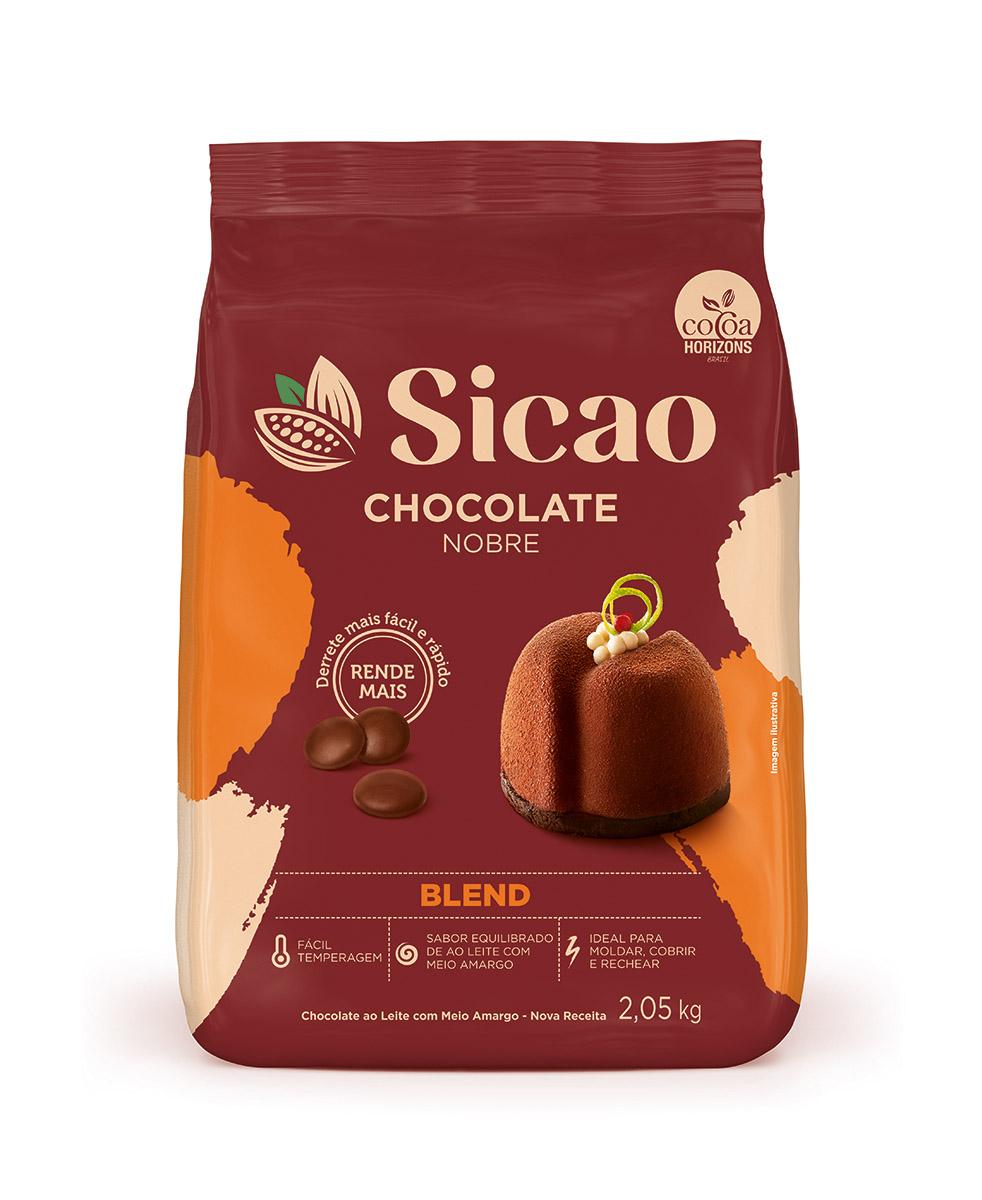 cocoa
HORIZONS
BRASIL
Sicao
CHOCOLATE
NOBRE
Derrete mais fácil e rápido
RENDE
MAIS
Imagem ilustrativa
BLEND
FÁCIL
TEMPERAGEM
SABOR EQUILIBRADO
DE AO LEITE COM
MEIO AMARGO
IDEAL PARA
MOLDAR, COBRIR
E RECHEAR
Chocolate ao Leite com Meio Amargo - Nova Receita 2,05 kg